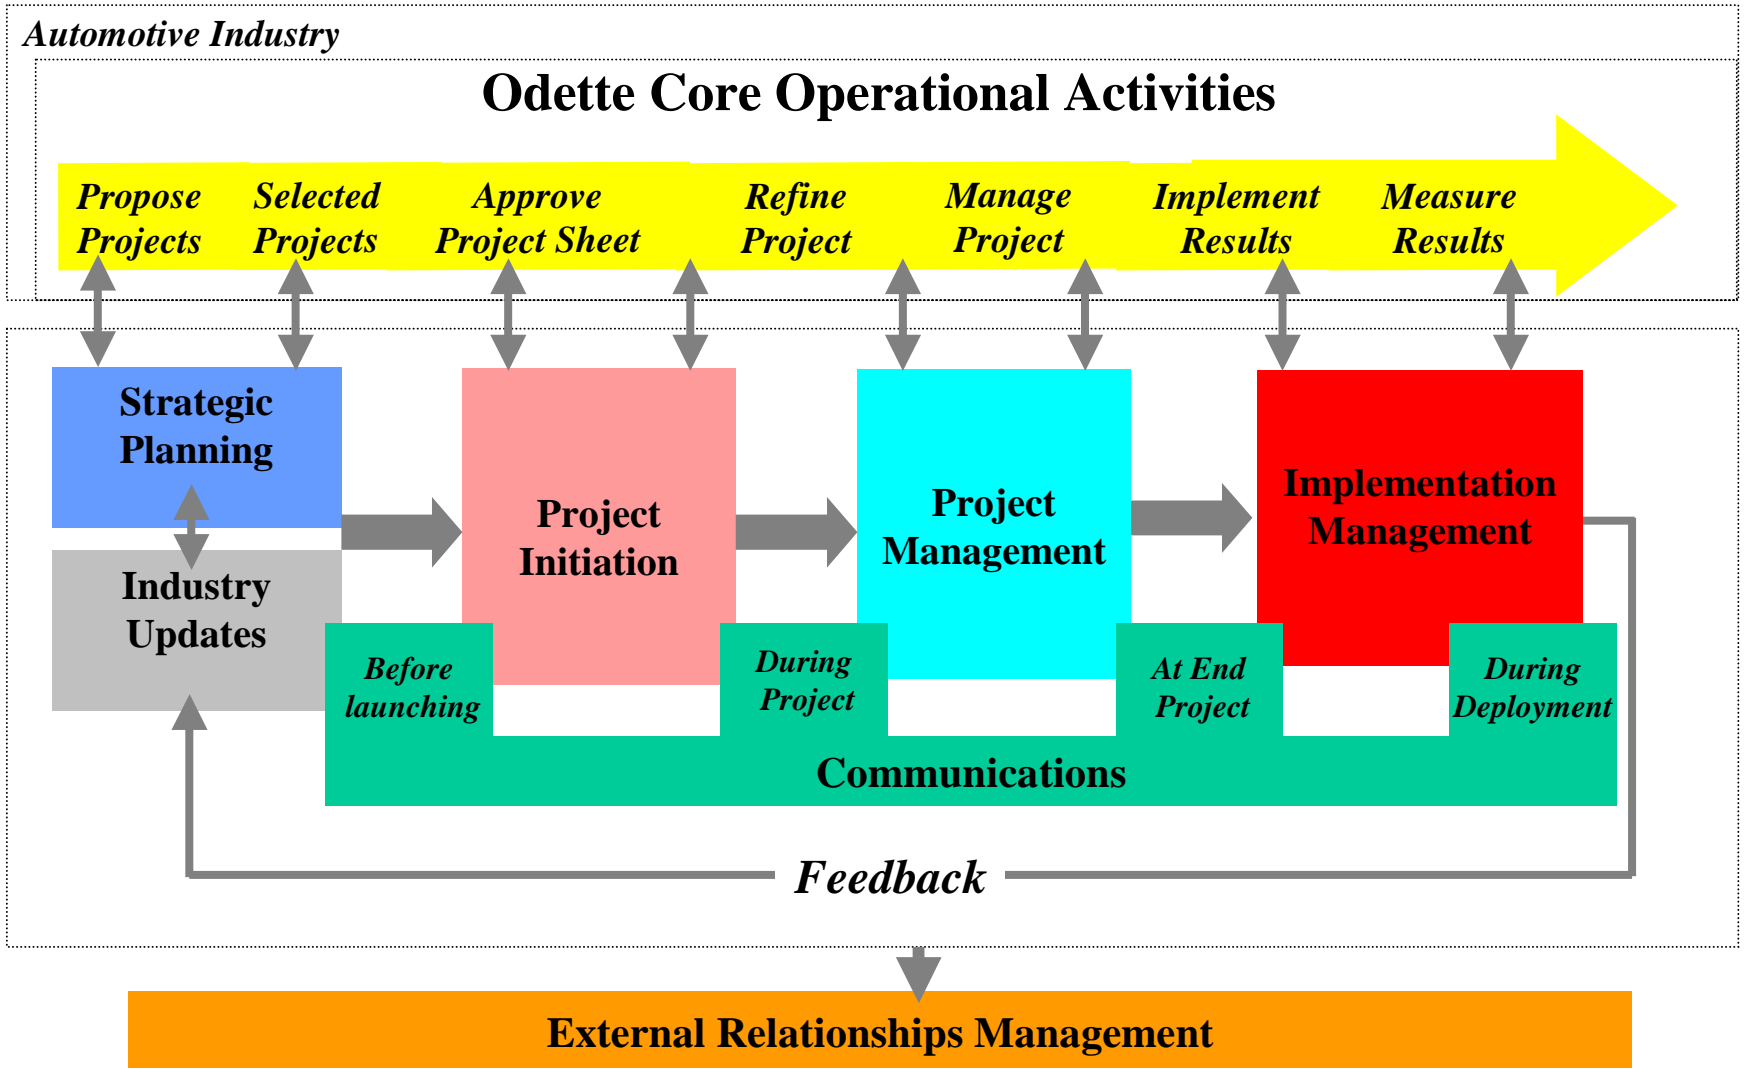 Automotive Industry
Odette Core Operational Activities
Propose
Projects
Selected
Projects
Approve
Project Sheet
Refine
Project
Manage
Project
Implement
Results
Measure
Results
Strategic
Planning
Industry
Updates
Project
Initiation
Project
Management
Implementation
Management
Before
launching
During
Project
At End
Project
During
Deployment
Communications
Feedback
External Relationships Management